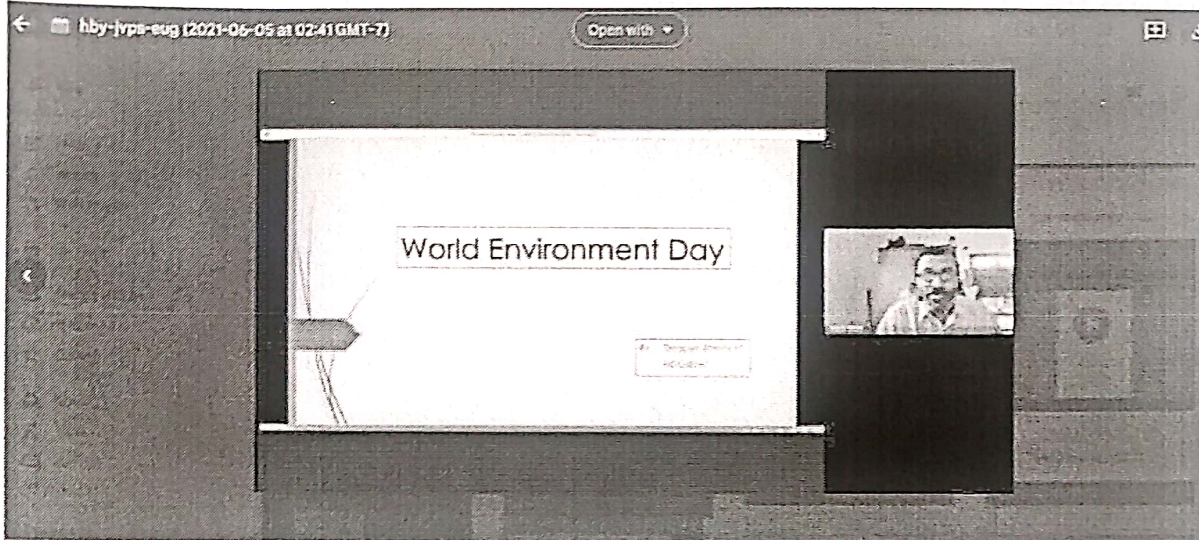 hby-jvps-eug (2021-06-05 at 02:41 GMT-7)
Open with
World Environment Day